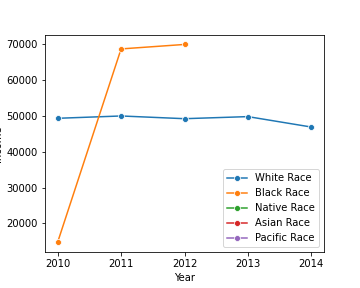 70000
60000
50000
40000
30000
20000
White Race
Black Race
Native Race
Asian Race
Pacific Race
2010 2011 2012 2013 2014
Year